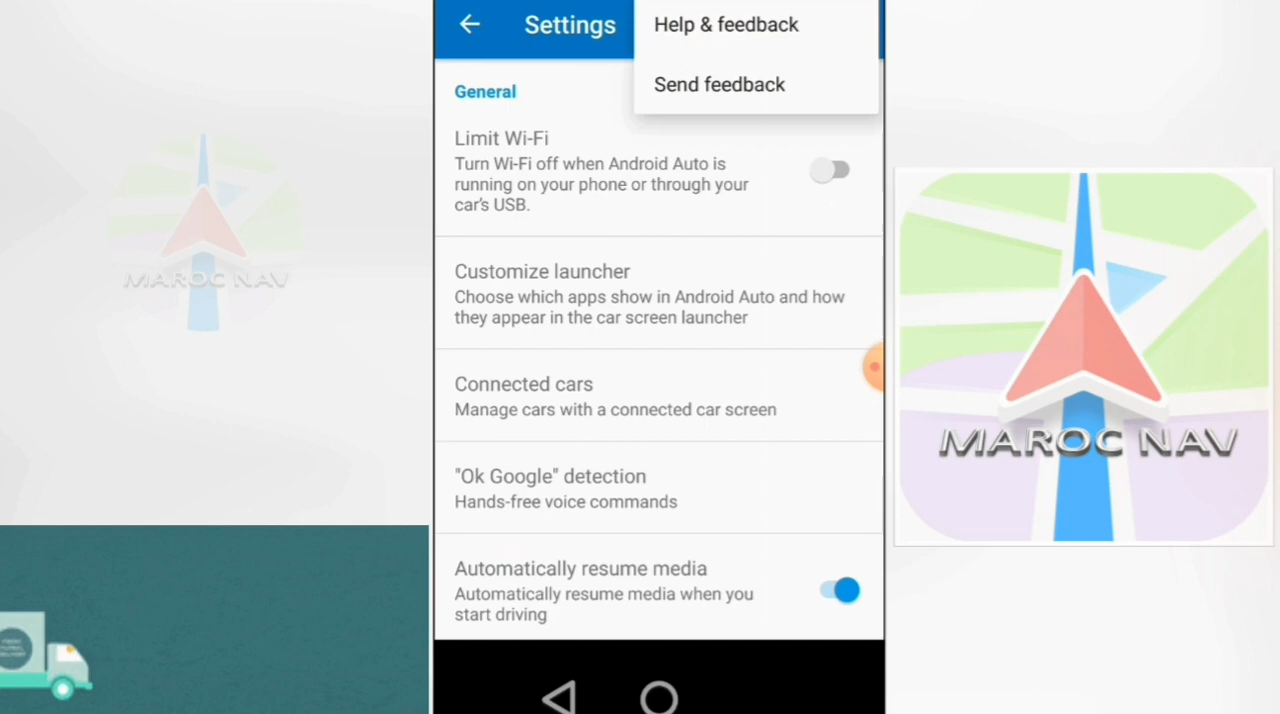 Settings
Help & feedback
Send feedback
General
Limit Wi-Fi
Turn Wi-Fi off when Android Auto is
running on your phone or through your
car's USB.
Customize launcher
Choose which apps show in Android Auto and how
they appear in the car screen launcher
Connected cars
Manage cars with a connected car screen
"Ok Google" detection
Hands-free voice commands
Automatically resume media
Automatically resume media when you
start driving
MAROC NAV
MAROC NAV